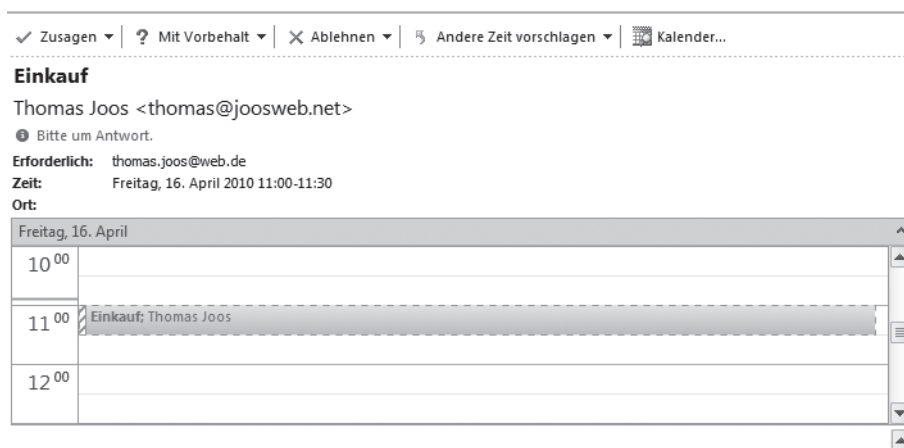 Zusagen Mit Vorbehalt Ablehnen Andere Zeit vorschlagen Kalender...
Einkauf
Thomas Joos <thomas@joosweb.net>
Bitte um Antwort.
Erforderlich: thomas.joos@web.de
Zeit: Freitag, 16. April 2010 11:00-11:30
Ort:
Freitag, 16. April
10 00
11 00 Einkauf; Thomas Joos
12 00